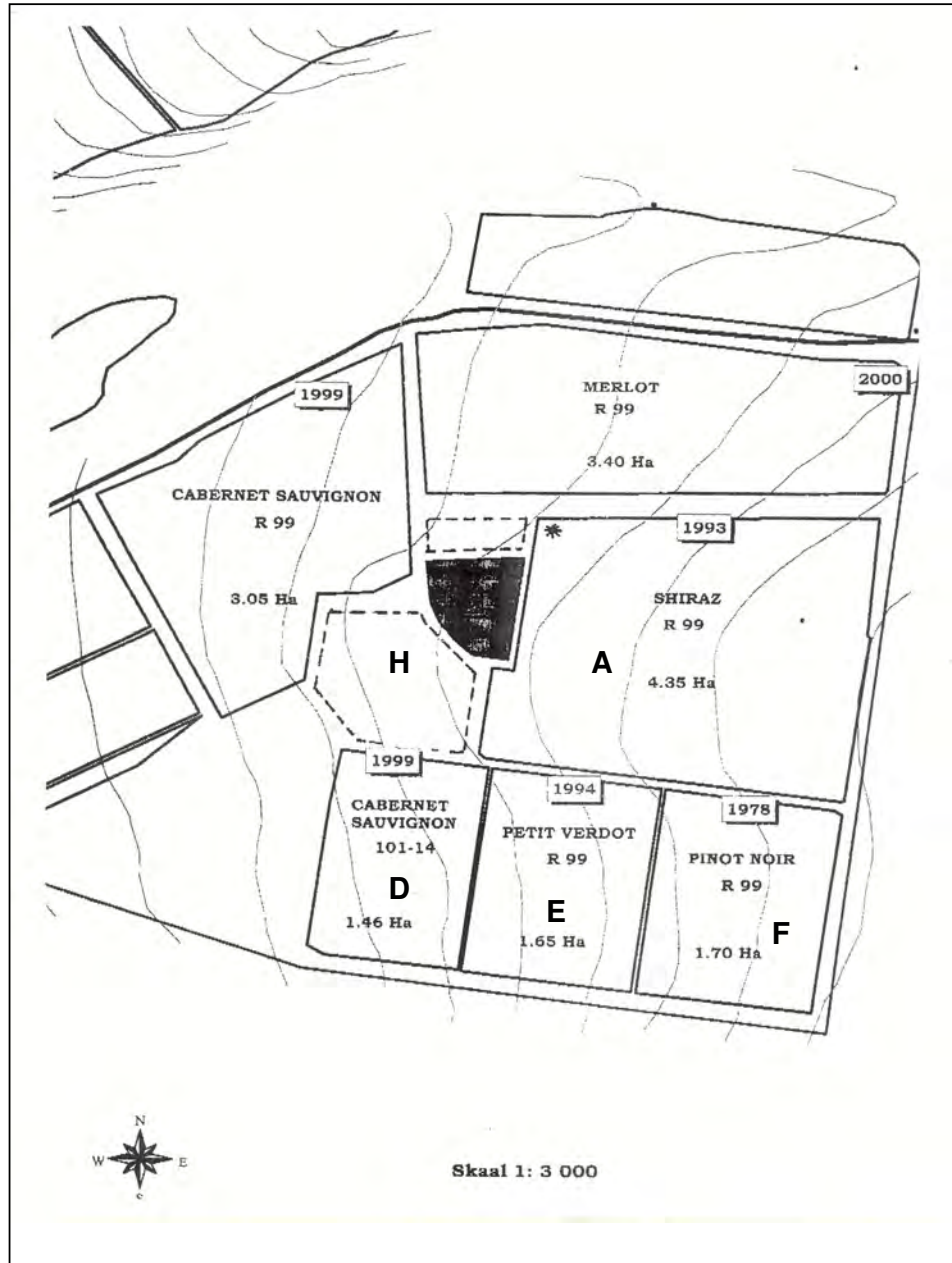 MERLOT
R 99
3.40 Ha
2000
1999
CABERNET SAUVIGNON
R 99
3.05 Ha
1993
SHIRAZ
R 99
4.35 Ha
A
H
1999
CABERNET
SAUVIGNON
101-14
D
1.46 Ha
1994
PETIT VERDOT
R 99
E
1.65 Ha
1978
PINOT NOIR
R 99
F
1.70 Ha
N
W
E
Skaal 1: 3 000